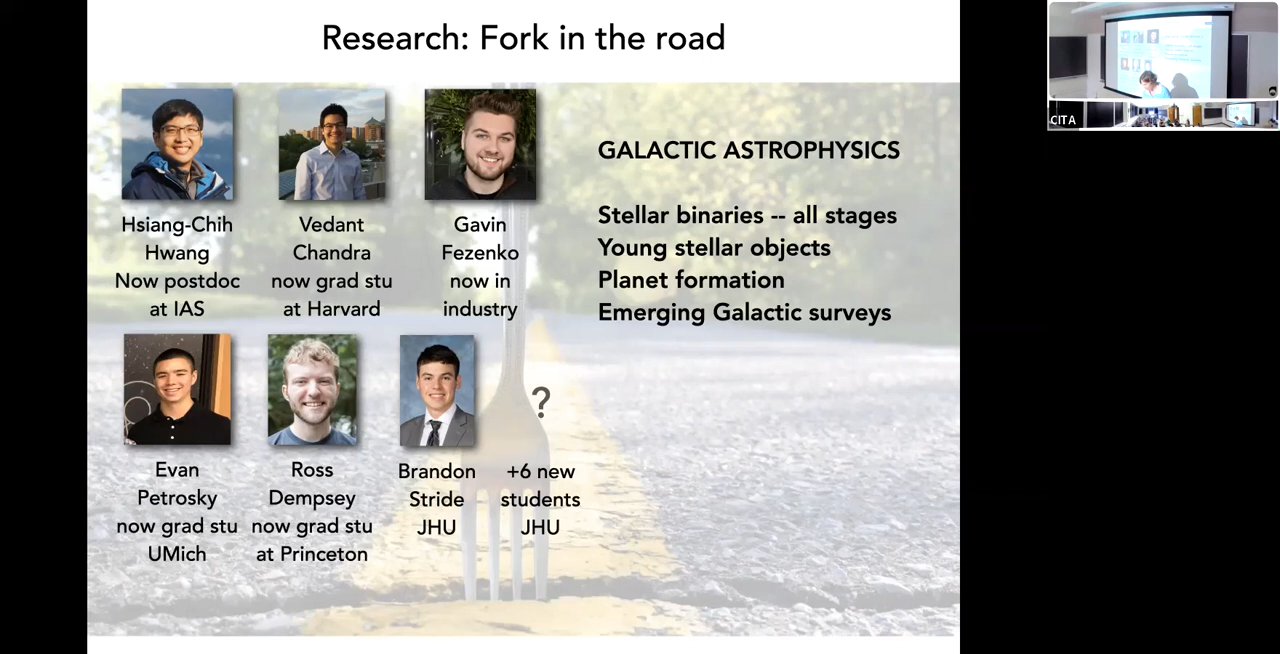 Research: Fork in the road
Hsiang-Chih
Hwang
Now postdoc
at IAS
Vedant
Chandra
now grad stu
at Harvard
Gavin
Fezenko
now in
industry
Evan
Petrosky
now grad stu
UMich
Ross
Dempsey
now grad stu
at Princeton
Brandon
Stride
JHU
?
+6 new
students
JHU
GALACTIC ASTROPHYSICS
Stellar binaries -- all stages
Young stellar objects
Planet formation
Emerging Galactic surveys
CITA